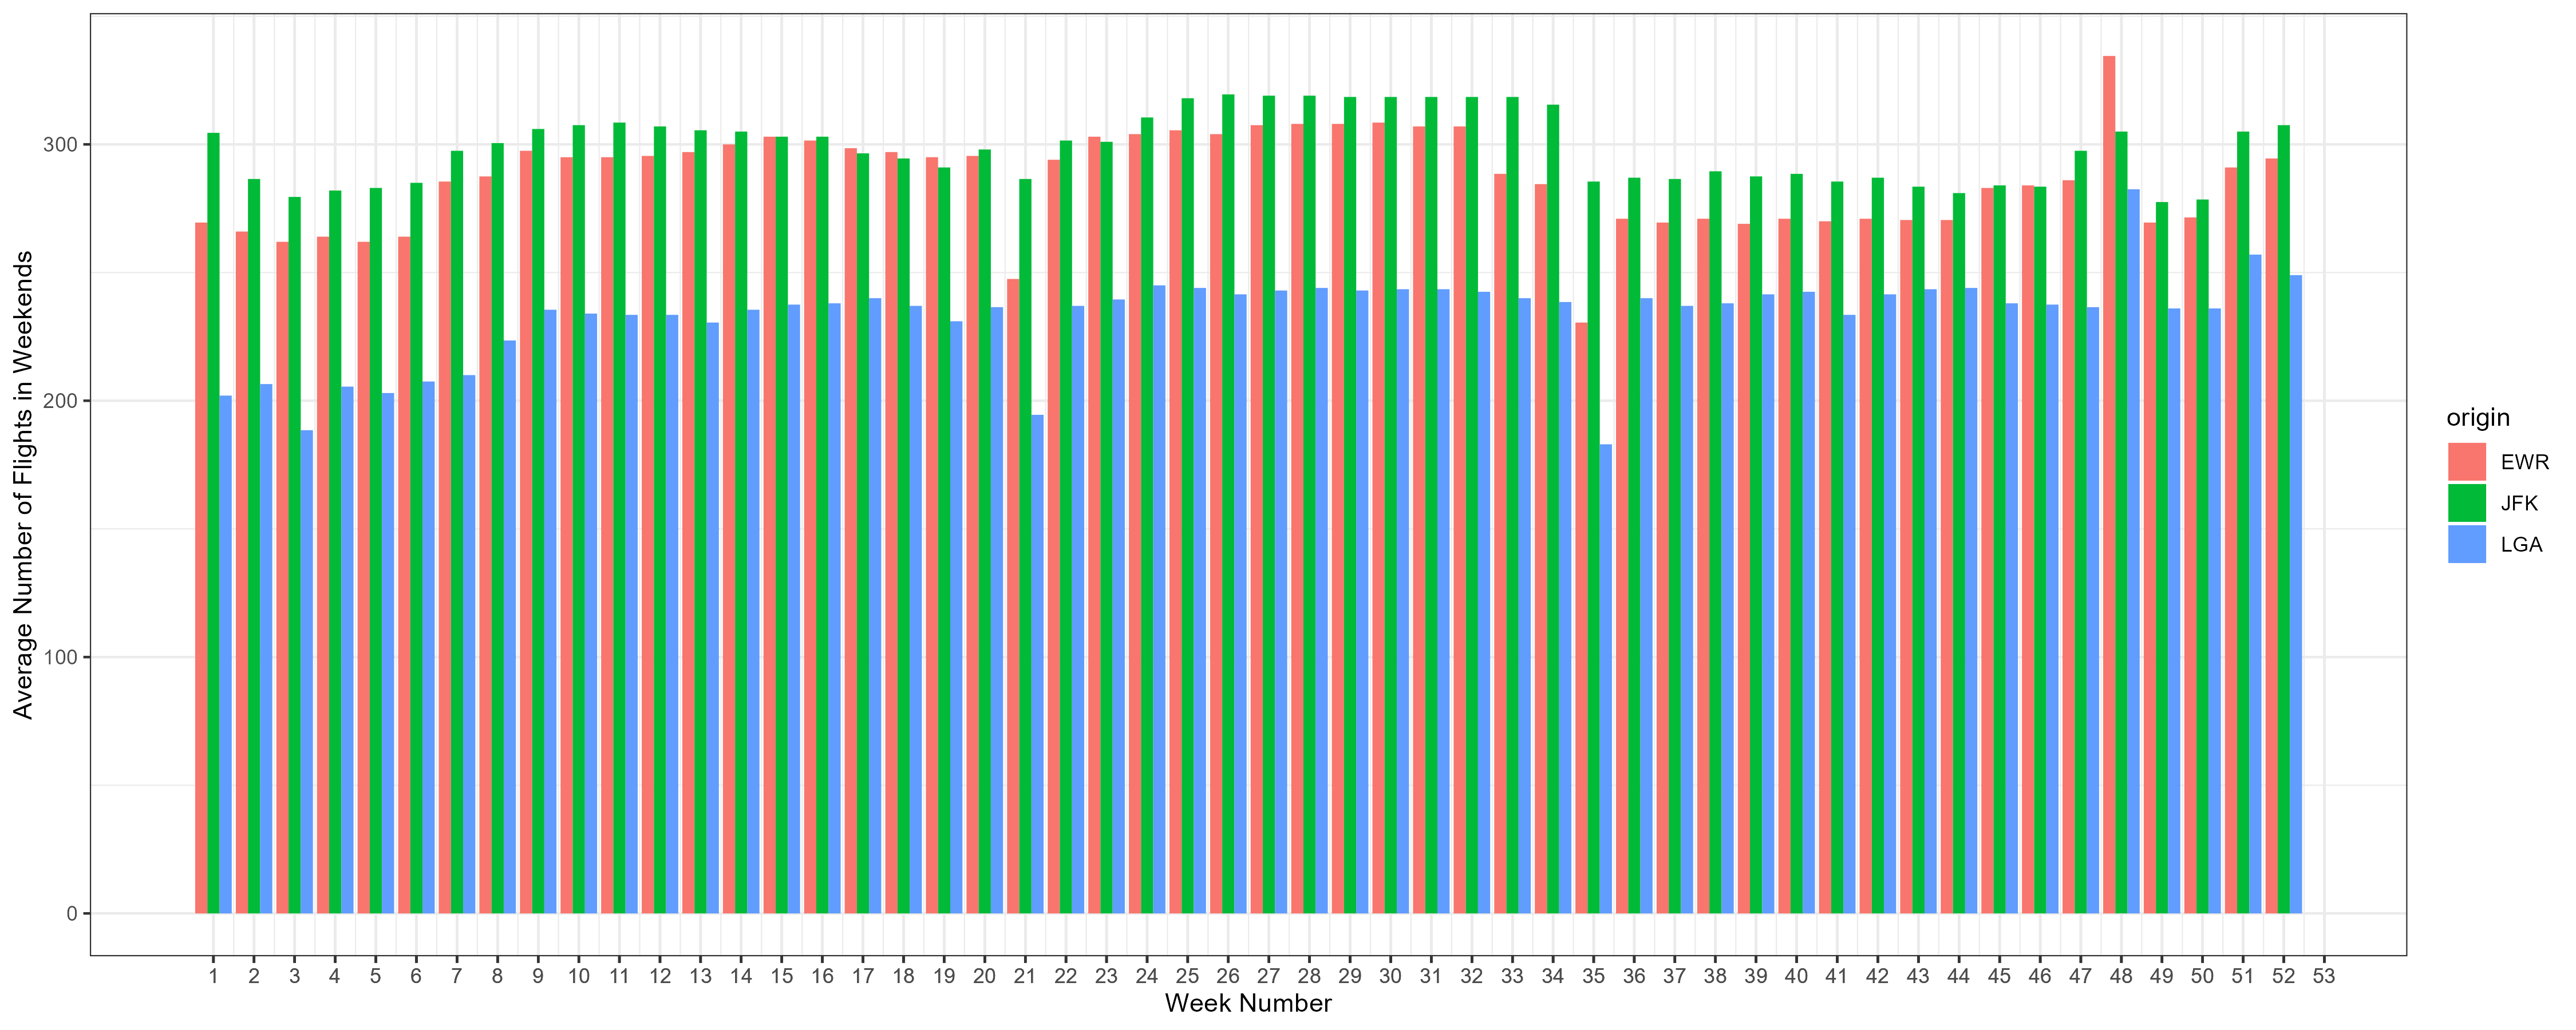 Average Number of Flights in Weekends
300
200
100
0
1 2 3 4 5 6 7 8 9 10 11 12 13 14 15 16 17 18 19 20 21 22 23 24 25 26 27 28 29 30 31 32 33 34 35 36 37 38 39 40 41 42 43 44 45 46 47 48 49 50 51 52 53
Week Number
origin
EWR
JFK
LGA